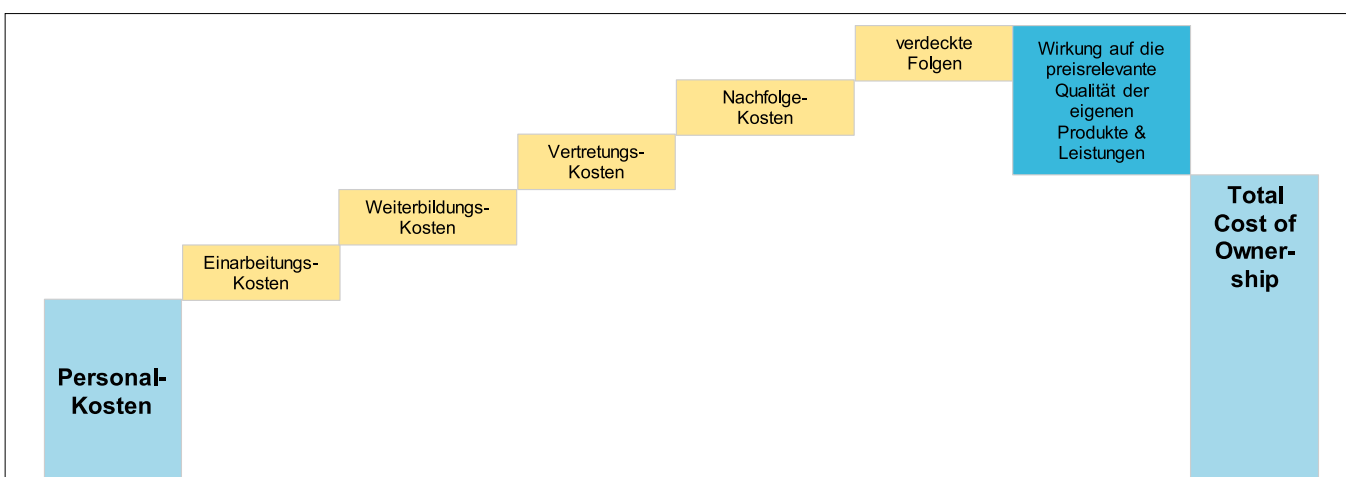 Personal-
Kosten
Einarbeitungs-
Kosten
Weiterbildungs-
Kosten
Vertretungs-
Kosten
Nachfolge-
Kosten
verdeckte
Folgen
Wirkung auf die
preisrelevante
Qualität der
eigenen
Produkte &
Leistungen
Total
Cost of
Owner-
ship